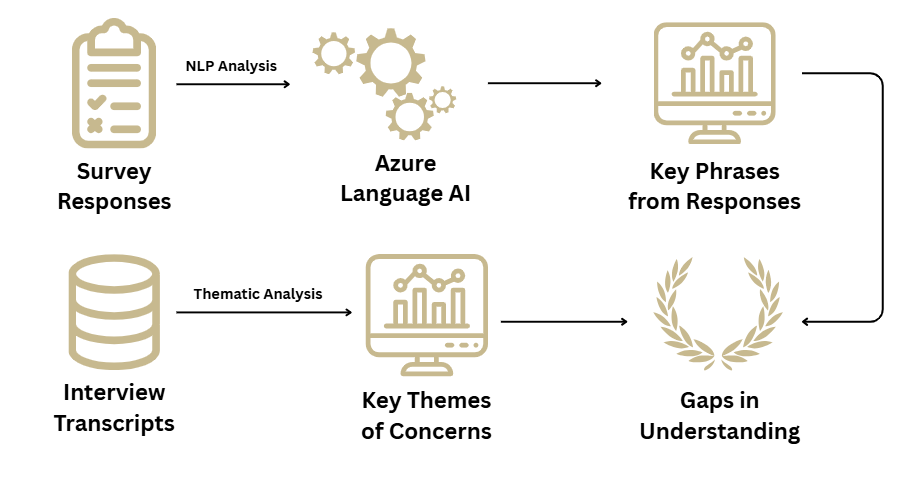 NLP Analysis
Survey
Responses
Azure
Language AI
Key Phrases
from Responses
Thematic Analysis
Interview
Transcripts
Key Themes
of Concerns
Gaps in
Understanding